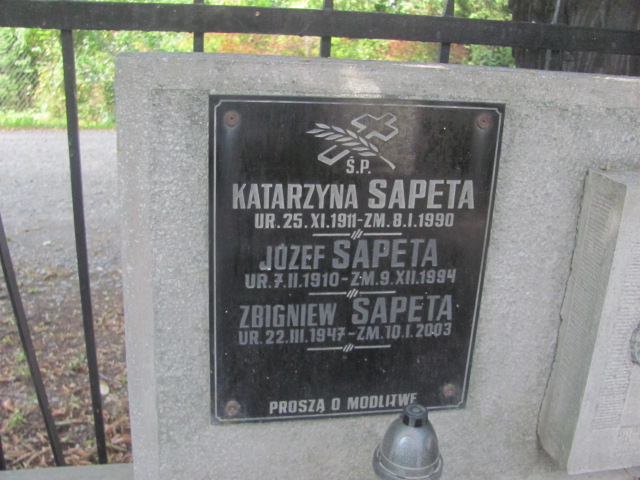 Ś.P.
KATARZYNA SAPETA
UR. 25. XI. 1911 - ZM. 8. I. 1990
JÓZEF SAPETA
UR. 7. II. 1910 - ZM. 9. XII. 1994
ZBIGNIEW SAPETA
UR. 22. III. 1947 - ZM. 10. I. 2003
PROSZĄ O MODLITWĘ